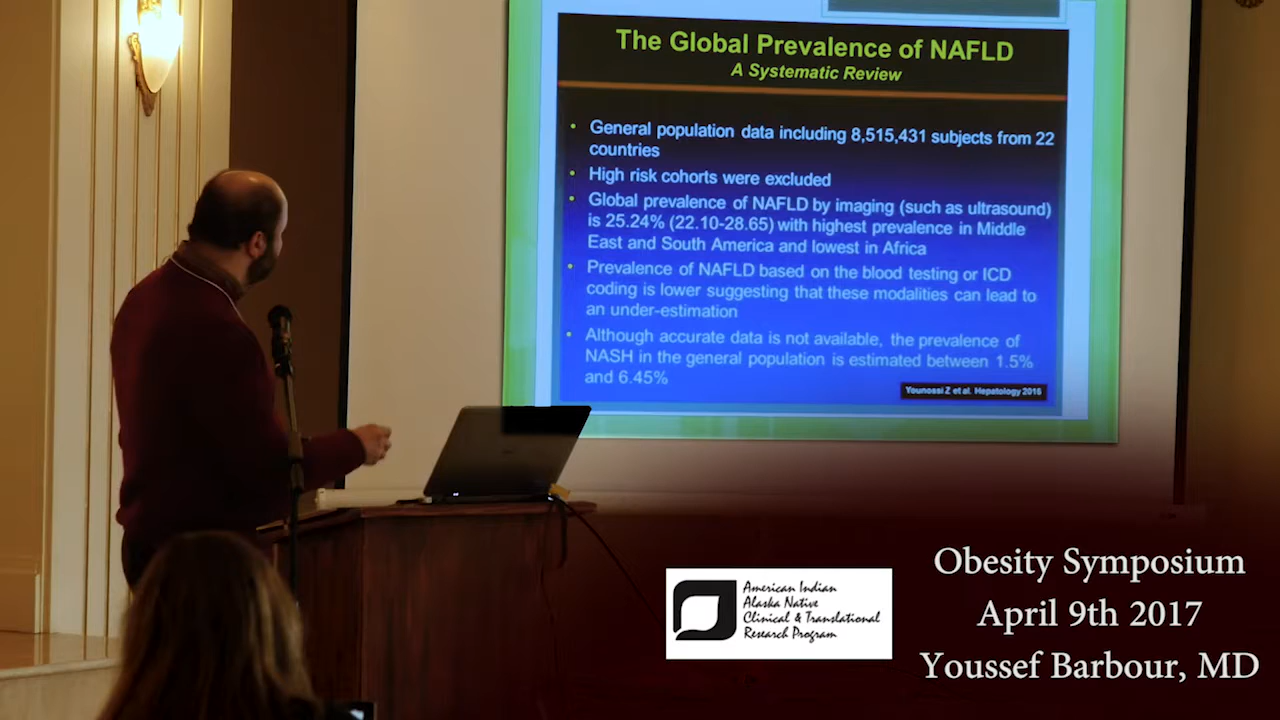 The Global Prevalence of NAFLD
A Systematic Review
• General population data including 8,515,431 subjects from 22
countries
• High risk cohorts were excluded
• Global prevalence of NAFLD by imaging (such as ultrasound)
is 25.24% (22.10-28.65) with highest prevalence in Middle
East and South America and lowest in Africa
• Prevalence of NAFLD based on the blood testing or ICD
coding is lower suggesting that these modalities can lead to
an under-estimation
• Although accurate data is not available, the prevalence of
NASH in the general population is estimated between 1.5%
and 6.45%
Younossi Z et al. Hepatology 2016
American Indian
Alaska Native
Clinical & Translational
Research Program
Obesity Symposium
April 9th 2017
Youssef Barbour, MD